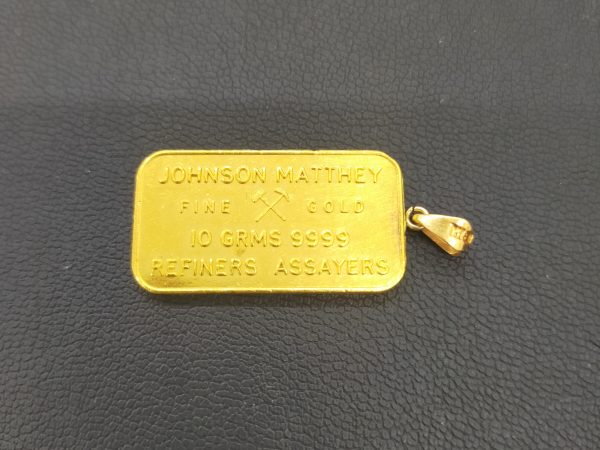 JOHNSON MATTHEY
FINE GOLD
10 GRMS 9999
REFINERS ASSAYERS